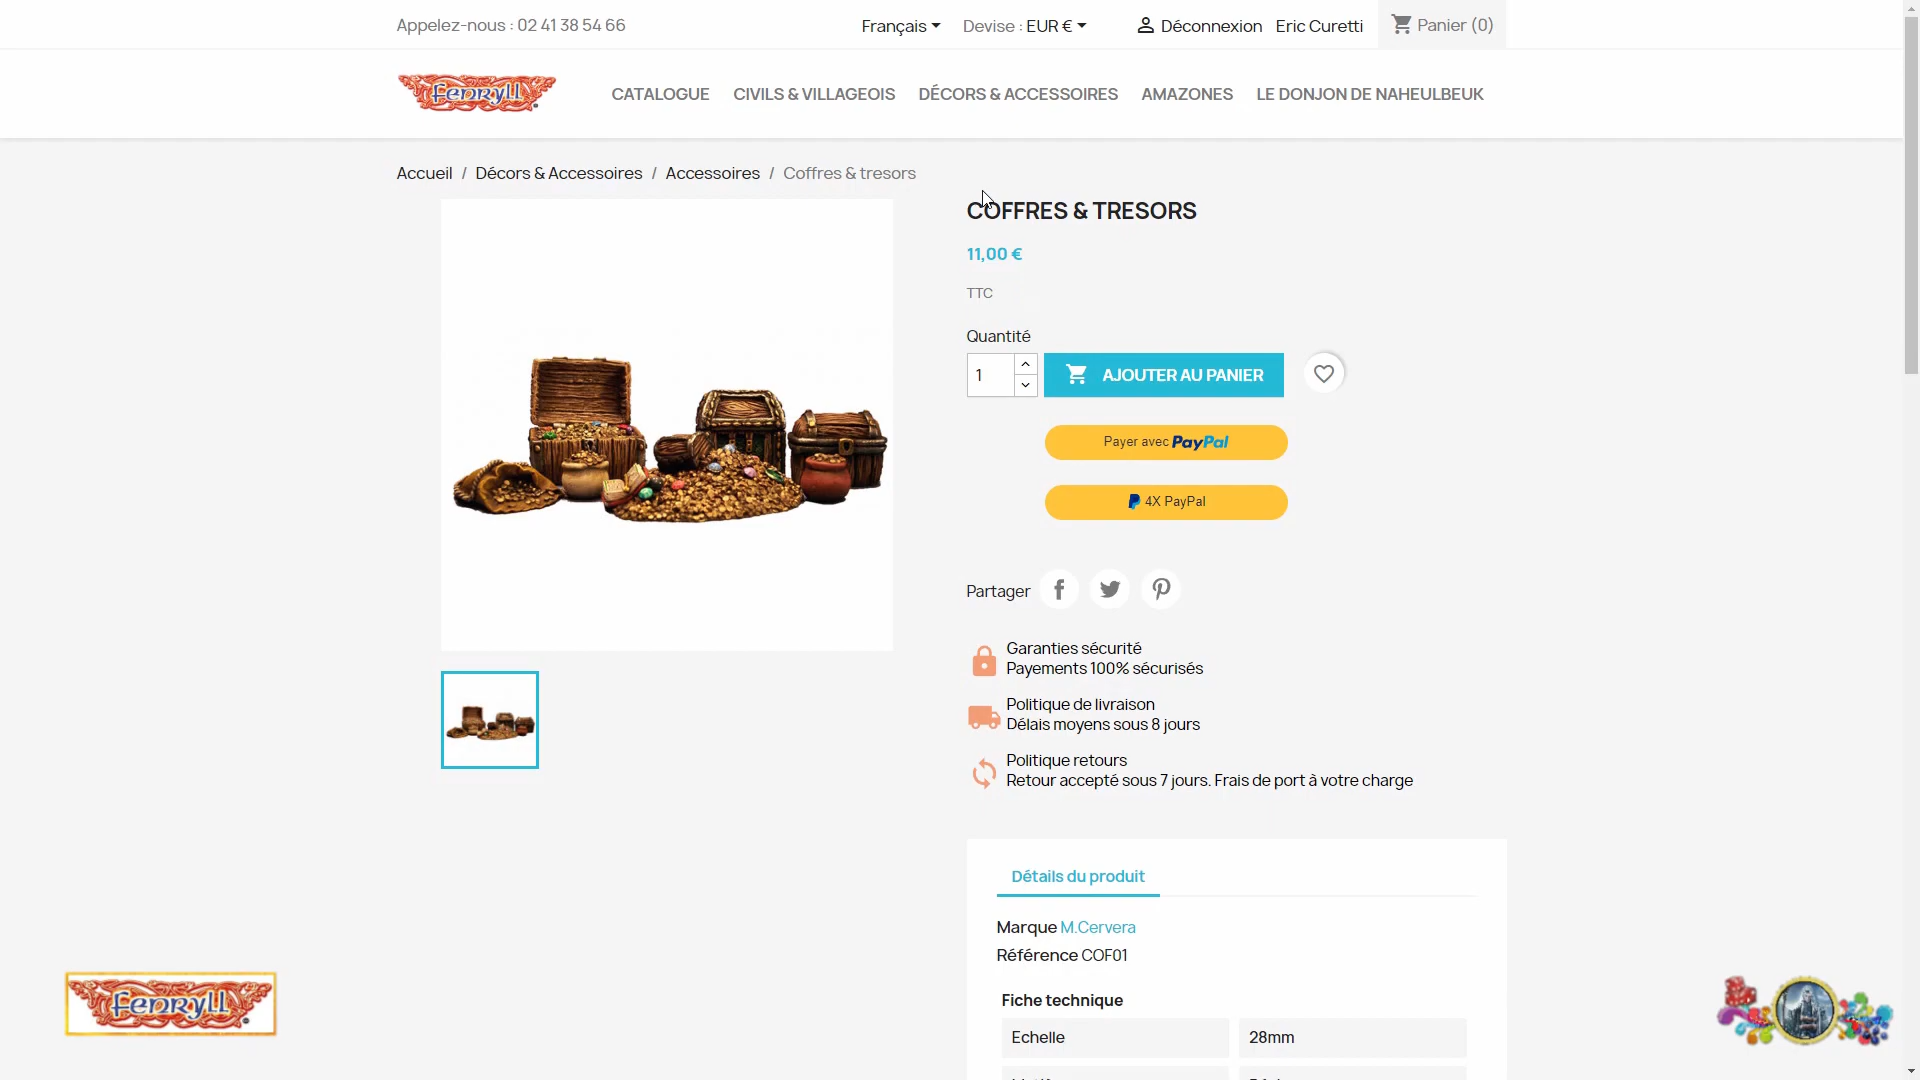 Appelez-nous : 02 41 38 54 66
Français
Devise : EUR €
Déconnexion
Eric Curetti
Panier (0)
Fenryll
CATALOGUE
CIVILS & VILLAGEOIS
DÉCORS & ACCESSOIRES
AMAZONES
LE DONJON DE NAHEULBEUK
Accueil / Décors & Accessoires / Accessoires / Coffres & tresors
COFFRES & TRESORS
11,00 €
TTC
Quantité
1
AJOUTER AU PANIER
Payer avec PayPal
4X PayPal
Partager
Garanties sécurité
Payements 100% sécurisés
Politique de livraison
Délais moyens sous 8 jours
Politique retours
Retour accepté sous 7 jours. Frais de port à votre charge
Détails du produit
Marque M.Cervera
Référence COF01
Fiche technique
Echelle
28mm
Fenryll